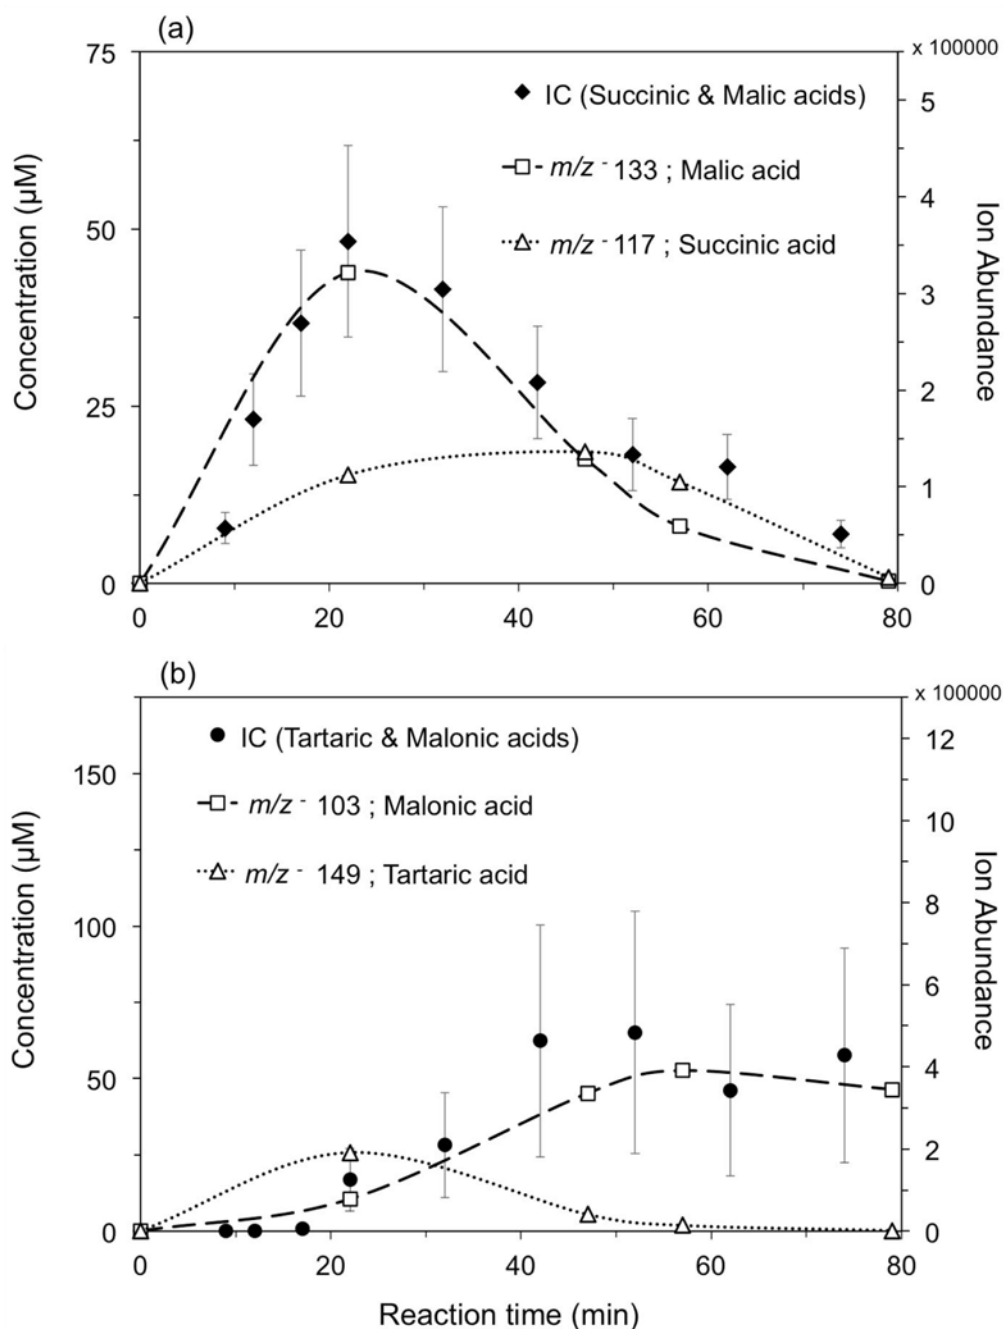 (a)
x 100000
75
50
25
0
Concentration (µM)
IC (Succinic & Malic acids)
m/z - 133 ; Malic acid
m/z - 117 ; Succinic acid
5
4
3
2
1
0
Ion Abundance
0 20 40 60 80
(b)
x 100000
150
100
50
0
Concentration (µM)
IC (Tartaric & Malonic acids)
m/z - 103 ; Malonic acid
m/z - 149 ; Tartaric acid
12
10
8
6
4
2
0
Ion Abundance
0 20 40 60 80
Reaction time (min)